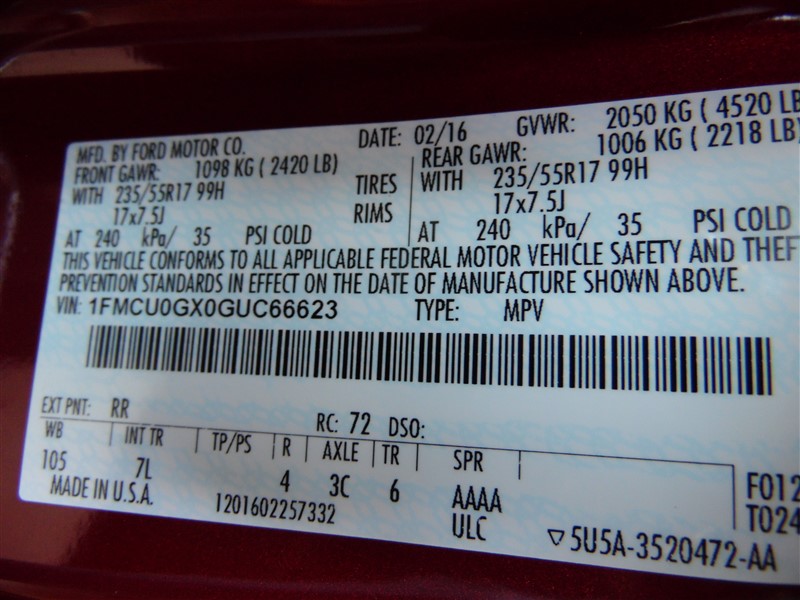 MFD. BY FORD MOTOR CO. DATE: 02/16 GVWR: 2050 KG ( 4520 LB
FRONT GAWR: 1098 KG ( 2420 LB) REAR GAWR: 1006 KG ( 2218 LB)
WITH 235/55R17 99H TIRES WITH 235/55R17 99H
17x7.5J RIMS 17x7.5J
AT 240 kPa/ 35 PSI COLD AT 240 kPa/ 35 PSI COLD
THIS VEHICLE CONFORMS TO ALL APPLICABLE FEDERAL MOTOR VEHICLE SAFETY AND THEF
PREVENTION STANDARDS IN EFFECT ON THE DATE OF MANUFACTURE SHOWN ABOVE.
VIN: 1FMCU0GX0GUC66623 TYPE: MPV
EXT PNT: RR RC: 72 DSO:
WB INT TR TP/PS R AXLE TR SPR
105 7L 4 3C 6 AAAA F012
MADE IN U.S.A. 1201602257332 ULC T024
5U5A-3520472-AA